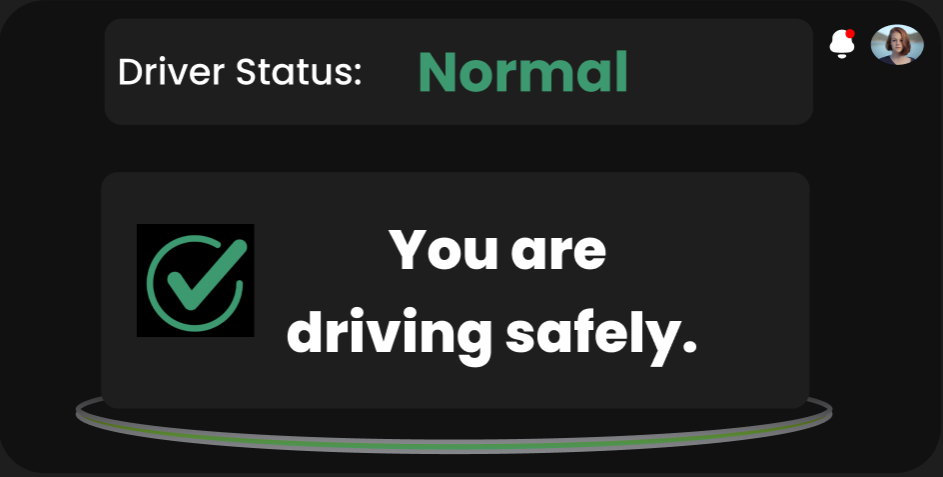 Driver Status: Normal
You are
driving safely.